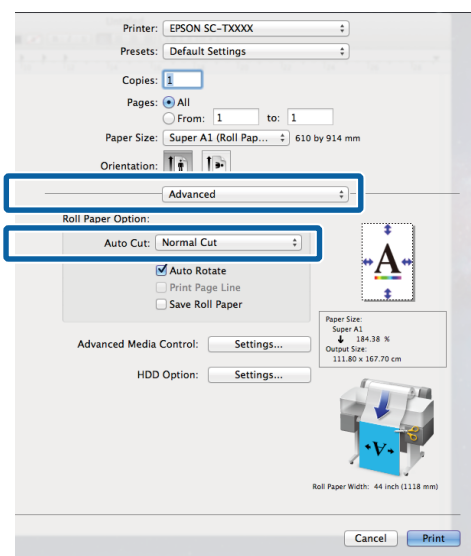 Printer: EPSON SC-TXXXX
Presets: Default Settings
Copies: 1
Pages: All
From: 1 to: 1
Paper Size: Super A1 (Roll Pap... 610 by 914 mm
Orientation:
Advanced
Roll Paper Option:
Auto Cut: Normal Cut
Auto Rotate
Print Page Line
Save Roll Paper
A
Paper Size:
Super A1
184.38 %
Output Size:
111.80 x 167.70 cm
Advanced Media Control: Settings...
HDD Option: Settings...
A
Roll Paper Width: 44 inch (1118 mm)
Cancel Print